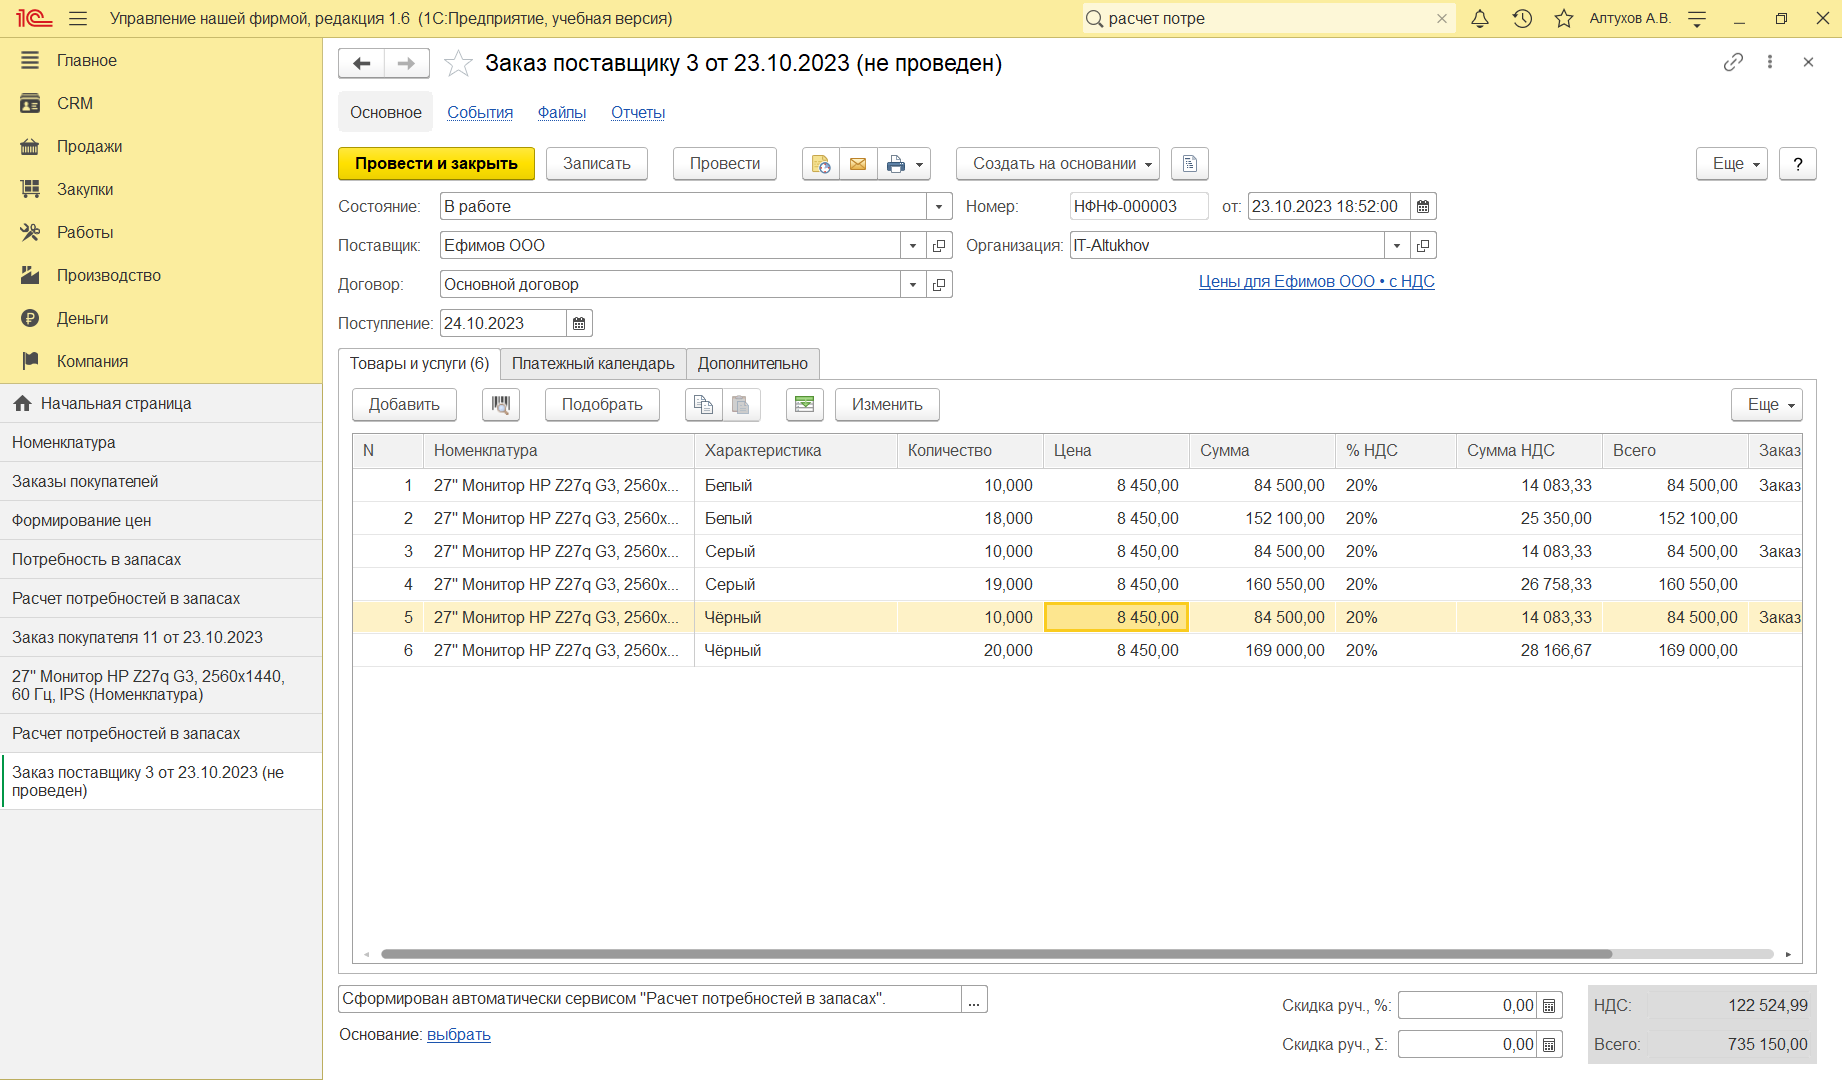 1С Управление нашей фирмой, редакция 1.6 (1С:Предприятие, учебная версия) расчет потре Алтухов А.В.
Главное
CRM
Продажи
Закупки
Работы
Производство
Деньги
Компания
Начальная страница
Номенклатура
Заказы покупателей
Формирование цен
Потребность в запасах
Расчет потребностей в запасах
Заказ покупателя 11 от 23.10.2023
27" Монитор HP Z27q G3, 2560x1440,
60 Гц, IPS (Номенклатура)
Расчет потребностей в запасах
Заказ поставщику 3 от 23.10.2023 (не
проведен)
Заказ поставщику 3 от 23.10.2023 (не проведен)
Основное События Файлы Отчеты
Провести и закрыть Записать Провести Создать на основании Еще ?
Состояние: В работе Номер: НФНФ-000003 от: 23.10.2023 18:52:00
Поставщик: Ефимов ООО Организация: IT-Altukhov
Договор: Основной договор Цены для Ефимов ООО • с НДС
Поступление: 24.10.2023
Товары и услуги (6) Платежный календарь Дополнительно
Добавить Подобрать Изменить Еще
N Номенклатура Характеристика Количество Цена Сумма % НДС Сумма НДС Всего Заказ
1 27" Монитор HP Z27q G3, 2560x... Белый 10,000 8 450,00 84 500,00 20% 14 083,33 84 500,00 Заказ
2 27" Монитор HP Z27q G3, 2560x... Белый 18,000 8 450,00 152 100,00 20% 25 350,00 152 100,00
3 27" Монитор HP Z27q G3, 2560x... Серый 10,000 8 450,00 84 500,00 20% 14 083,33 84 500,00 Заказ
4 27" Монитор HP Z27q G3, 2560x... Серый 19,000 8 450,00 160 550,00 20% 26 758,33 160 550,00
5 27" Монитор HP Z27q G3, 2560x... Чёрный 10,000 8 450,00 84 500,00 20% 14 083,33 84 500,00 Заказ
6 27" Монитор HP Z27q G3, 2560x... Чёрный 20,000 8 450,00 169 000,00 20% 28 166,67 169 000,00
Сформирован автоматически сервисом "Расчет потребностей в запасах". ... Скидка руч., %: 0,00 НДС: 122 524,99
Основание: выбрать Скидка руч., Σ: 0,00 Всего: 735 150,00